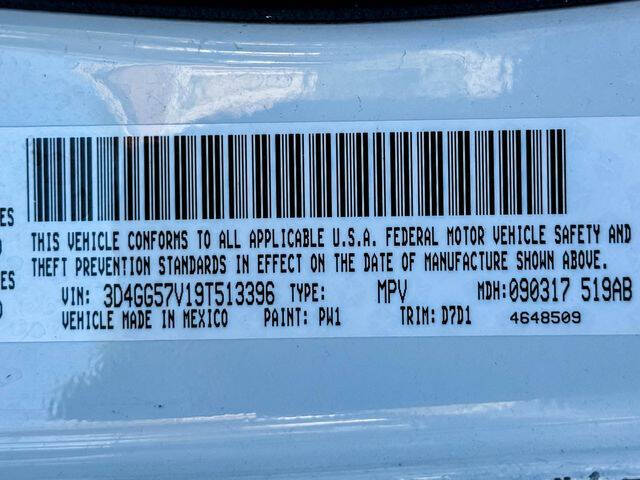 ES
THIS VEHICLE CONFORMS TO ALL APPLICABLE U.S.A. FEDERAL MOTOR VEHICLE SAFETY AND
THEFT PREVENTION STANDARDS IN EFFECT ON THE DATE OF MANUFACTURE SHOWN ABOVE.
ES
VIN: 3D4GG57V19T513396 TYPE: MPV MDH: 090317 519AB
VEHICLE MADE IN MEXICO PAINT: PW1 TRIM: D7D1 4648509